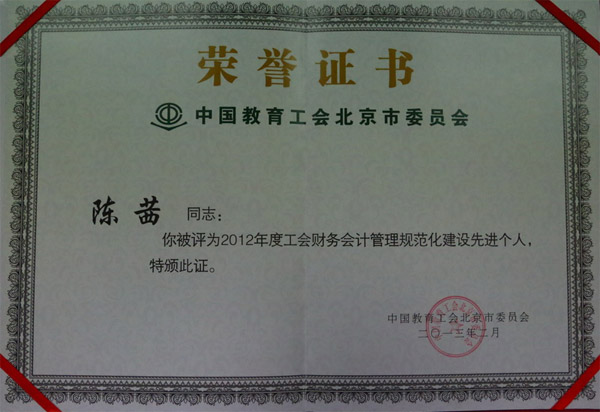 荣誉证书
中国教育工会北京市委员会
陈茜 同志：
你被评为2012年度工会财务会计管理规范化建设先进个人，
特颁此证。
中国教育工会北京市委员会
二〇一三年二月